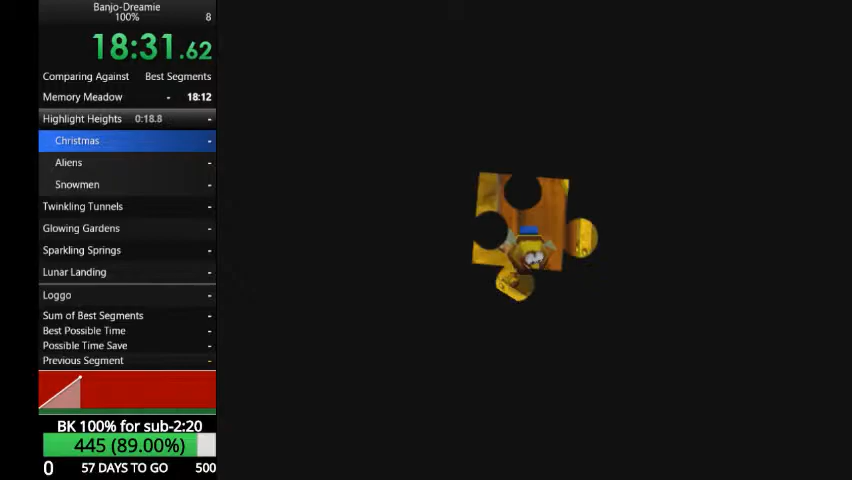 Banjo-Dreamie
100% 8
18:31.62
Comparing Against Best Segments
Memory Meadow - 18:12
Highlight Heights 0:18.8 -
Christmas -
Aliens -
Snowmen -
Twinkling Tunnels -
Glowing Gardens -
Sparkling Springs -
Lunar Landing -
Loggo -
Sum of Best Segments -
Best Possible Time -
Possible Time Save -
Previous Segment -
BK 100% for sub-2:20
445 (89.00%)
0 57 DAYS TO GO 500